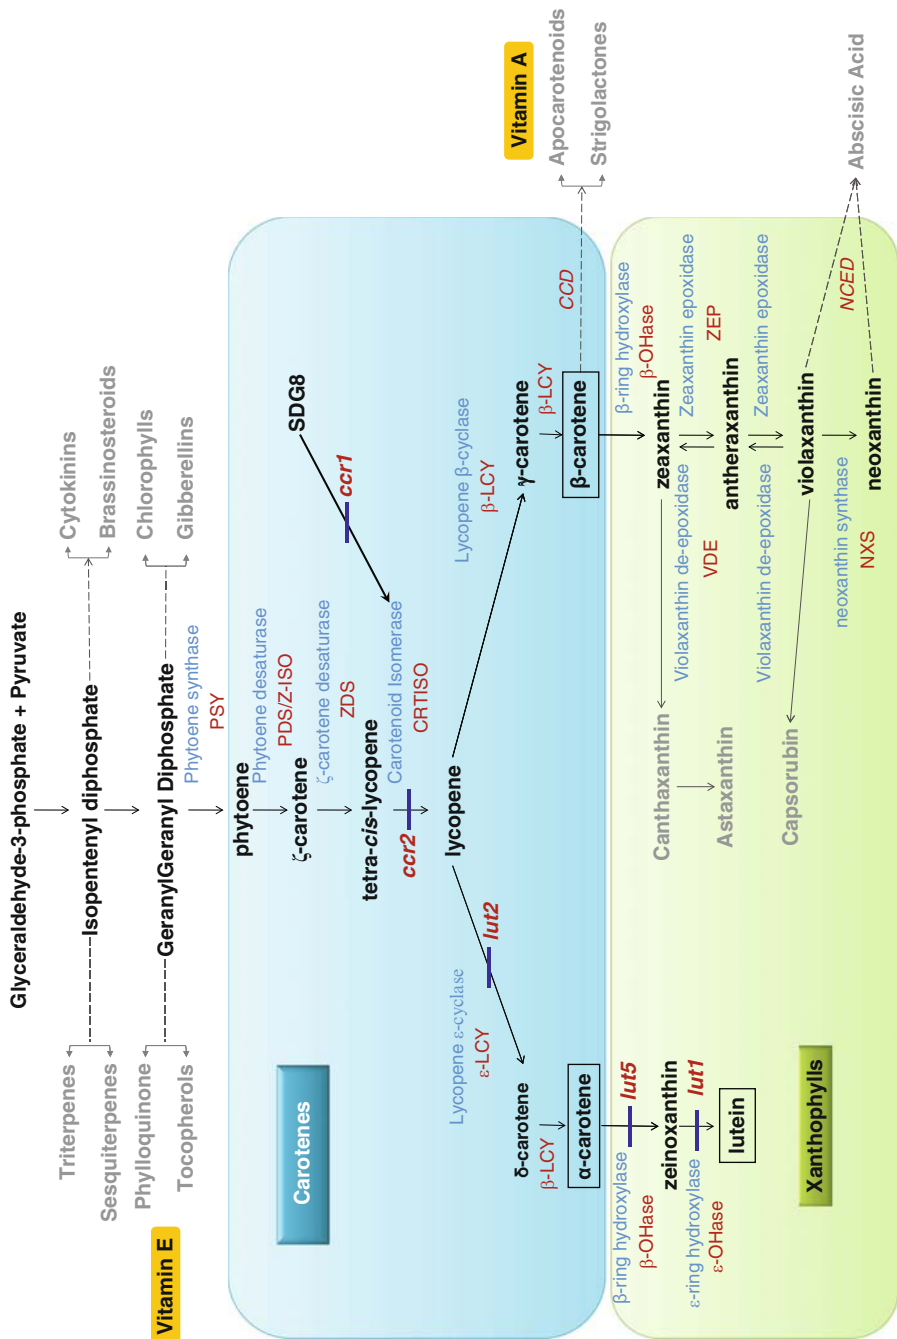 Glyceraldehyde-3-phosphate + Pyruvate
Triterpenes
Sesquiterpenes
Isopentenyl diphosphate
Cytokinins
Brassinosteroids
Vitamin E
Phylloquinone
Tocopherols
GeranylGeranyl Diphosphate
Chlorophylls
Gibberelins
Phytoene synthase
PSY
Carotenes
phytoene
Phytoene desaturase
PDS/Z-ISO
ζ-carotene
ζ-carotene desaturase
ZDS
tetra-cis-lycopene
SDG8
ccr1
Carotenoid Isomerase
CRTISO
ccr2
lycopene
Lycopene ε-cyclase
ε-LCY
lut2
Lycopene β-cyclase
β-LCY
δ-carotene
β-LCY
α-carotene
γ-carotene
β-LCY
β-carotene
CCD
Vitamin A
Apocarotenoids
Strigolactones
β-ring hydroxylase
β-OHase
lut5
zeinoxanthin
ε-ring hydroxylase
ε-OHase
lut1
lutein
β-ring hydroxylase
β-OHase
zeaxanthin
Canthaxanthin
Astaxanthin
Violaxanthin de-epoxidase
VDE
Zeaxanthin epoxidase
ZEP
antheraxanthin
Violaxanthin de-epoxidase
Zeaxanthin epoxidase
Capsorubin
violaxanthin
neoxanthin synthase
NXS
NCED
neoxanthin
Abscisic Acid
Xanthophylls